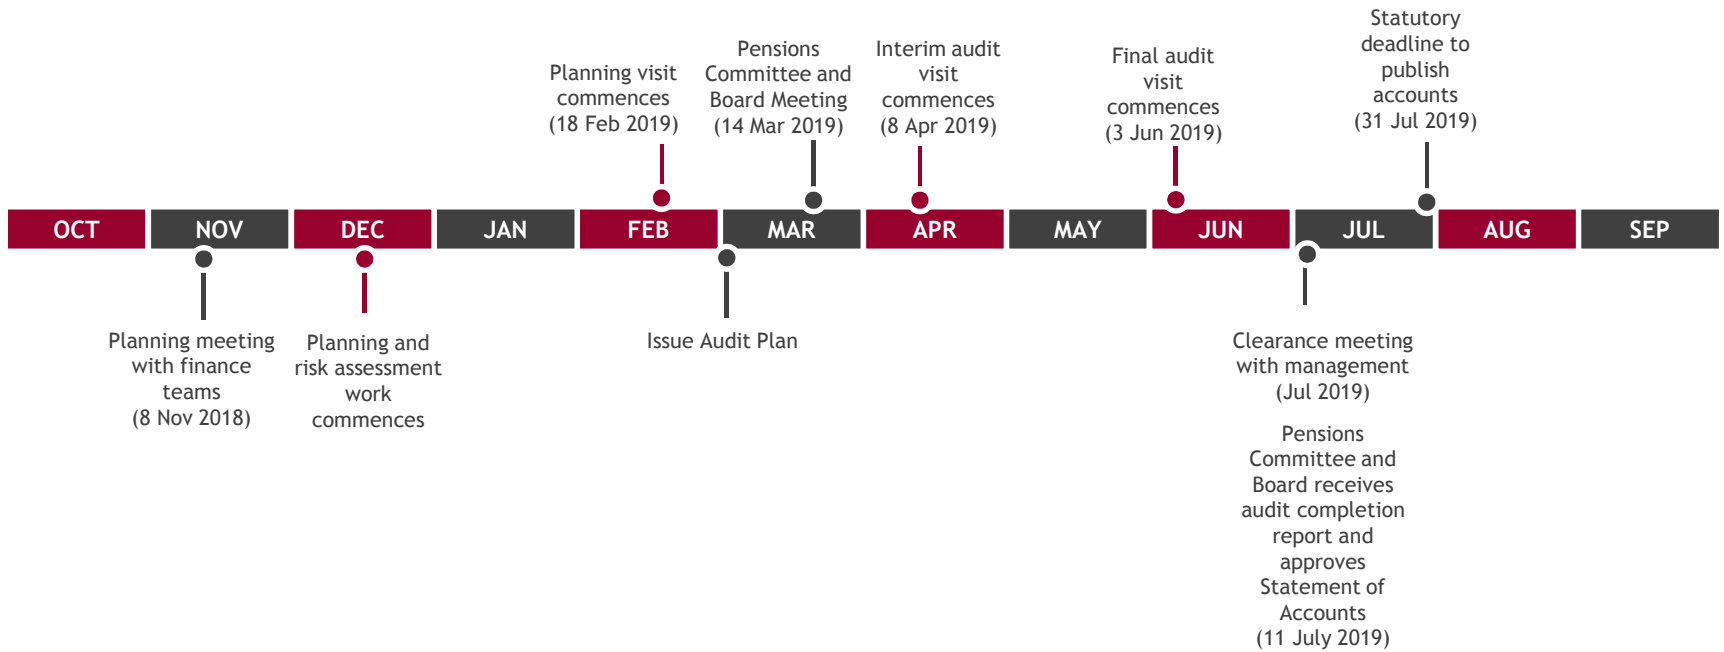 Planning visit
commences
(18 Feb 2019)
Pensions
Committee and
Board Meeting
(14 Mar 2019)
Interim audit
visit
commences
(8 Apr 2019)
Final audit
visit
commences
(3 Jun 2019)
Statutory
deadline to
publish
accounts
(31 Jul 2019)
OCT
NOV
DEC
JAN
FEB
MAR
APR
MAY
JUN
JUL
AUG
SEP
Planning meeting
with finance
teams
(8 Nov 2018)
Planning and
risk assessment
work
commences
Issue Audit Plan
Clearance meeting
with management
(Jul 2019)
Pensions
Committee and
Board receives
audit completion
report and
approves
Statement of
Accounts
(11 July 2019)